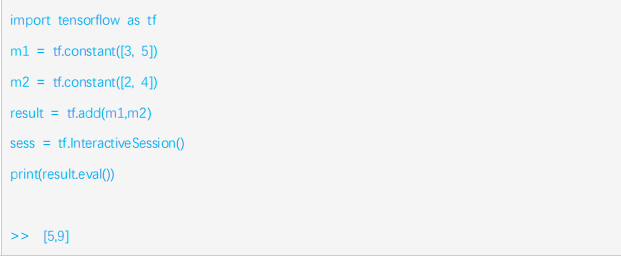 import tensorflow as tf
m1 = tf.constant([3, 5])
m2 = tf.constant([2, 4])
result = tf.add(m1,m2)
sess = tf.InteractiveSession()
print(result.eval())
>> [5,9]